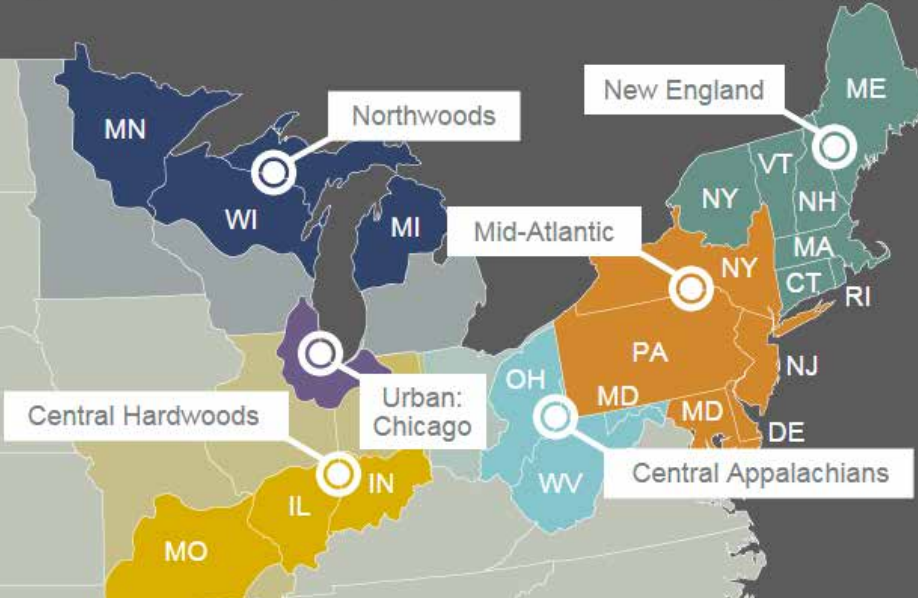 New England
ME
Northwoods
MN
VT
NY
NH
WI
MI
Mid-Atlantic
MA
NY
CT
RI
PA
NJ
OH
Urban:
Chicago
MD
MD
Central Hardwoods
DE
Central Appalachians
IN
WV
IL
MO